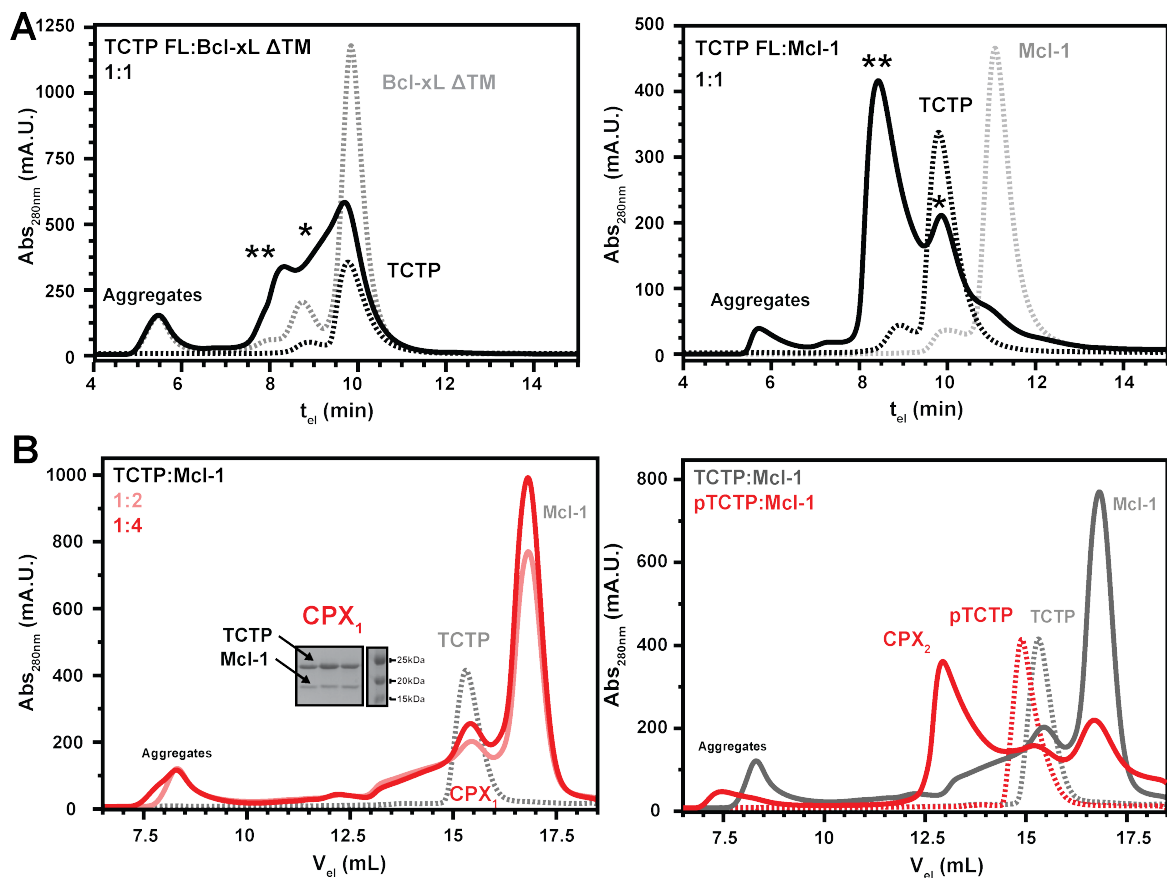 A
TCTP FL:Bcl-xL ΔTM
1:1
Bcl-xL ΔTM
**
*
TCTP
Aggregates
Abs280nm (mA.U.)
1250
1000
750
500
250
0
4 6 8 10 12 14
tel (min)
TCTP FL:Mcl-1
1:1
**
Mcl-1
TCTP
*
Aggregates
Abs280nm (mA.U.)
500
400
300
200
100
0
4 6 8 10 12 14
tel (min)
B
TCTP:Mcl-1
1:2
1:4
Mcl-1
CPX1
TCTP
Mcl-1
25kDa
20kDa
15kDa
TCTP
Aggregates
CPX1
Abs280nm (mA.U.)
1000
800
600
400
200
0
7.5 10 12.5 15 17.5
Vel (mL)
TCTP:Mcl-1
pTCTP:Mcl-1
Mcl-1
pTCTP
TCTP
CPX2
Aggregates
Abs280nm (mA.U.)
800
600
400
200
0
7.5 10 12.5 15 17.5
Vel (mL)